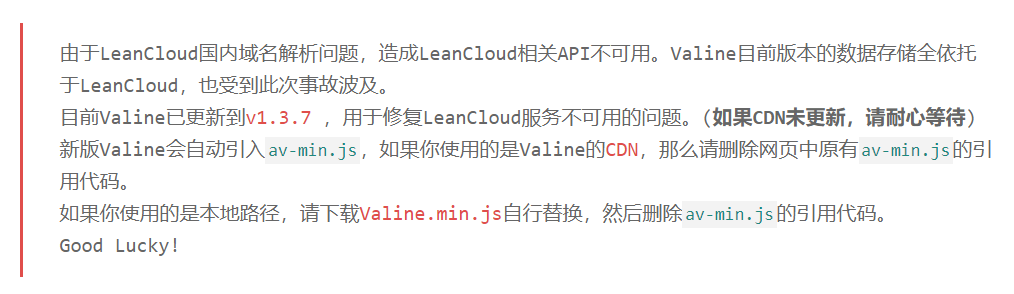 由于LeanCloud国内域名解析问题，造成LeanCloud相关API不可用。Valine目前版本的数据存储全依托
于LeanCloud，也受到此次事故波及。
目前Valine已更新到v1.3.7 ，用于修复LeanCloud服务不可用的问题。（如果CDN未更新，请耐心等待）
新版Valine会自动引入av-min.js，如果你使用的是Valine的CDN，那么请删除网页中原有av-min.js的引
用代码。
如果你使用的是本地路径，请下载Valine.min.js自行替换，然后删除av-min.js的引用代码。
Good Lucky!